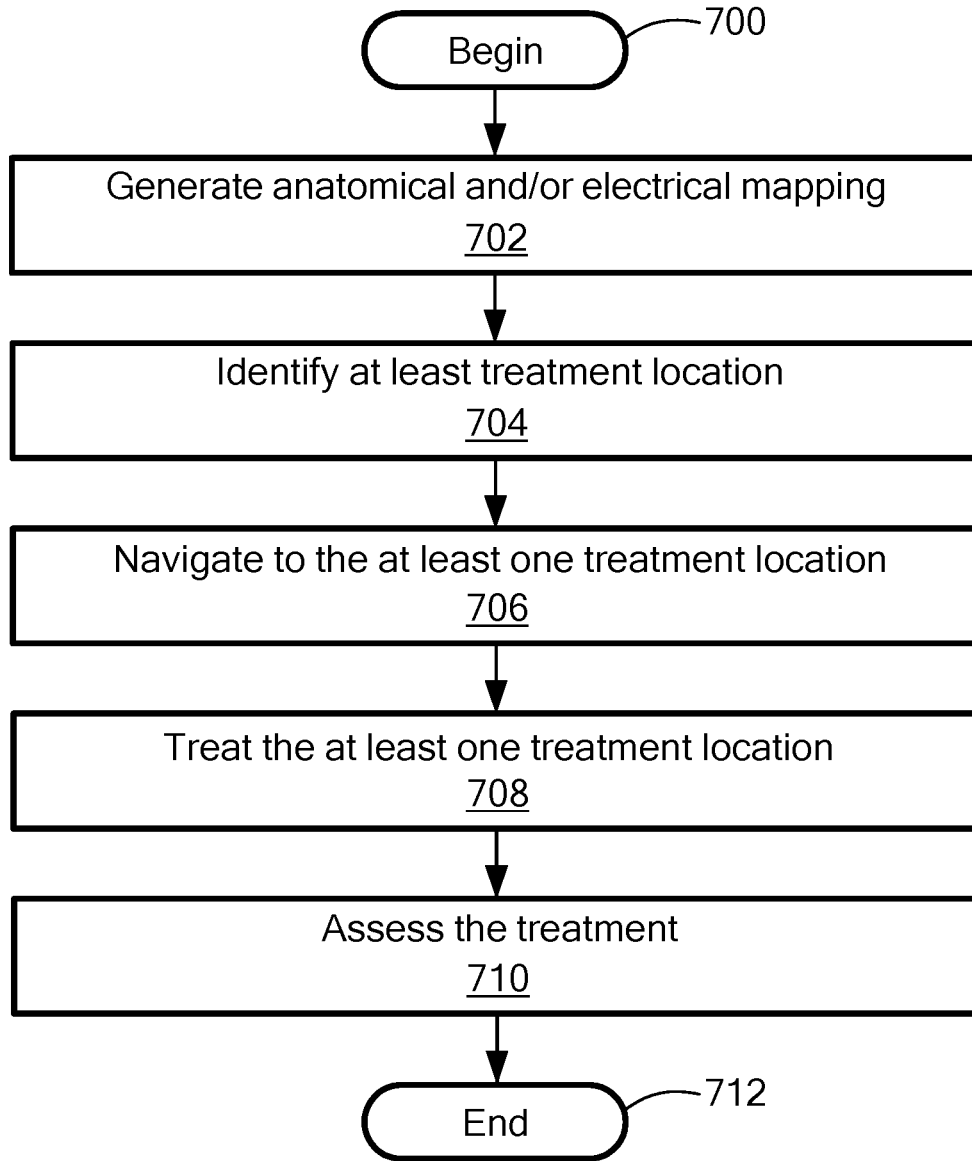 Begin
700
Generate anatomical and/or electrical mapping
702
Identify at least treatment location
704
Navigate to the at least one treatment location
706
Treat the at least one treatment location
708
Assess the treatment
710
End
712